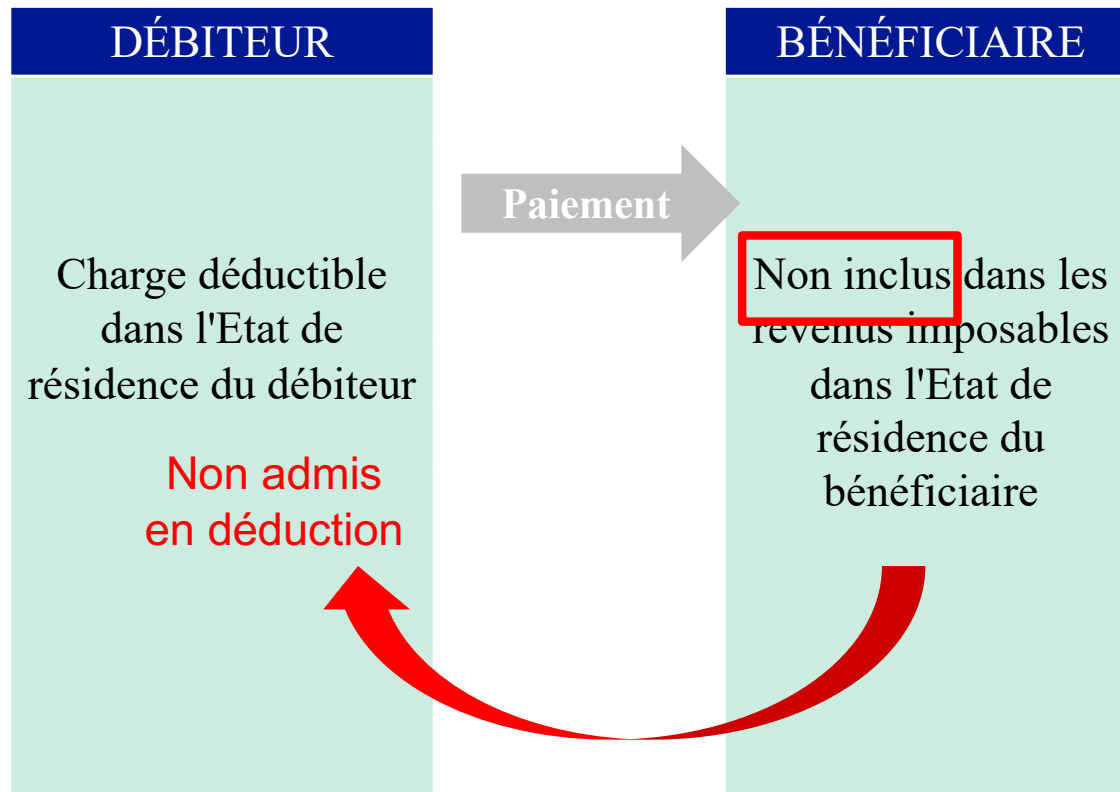 DÉBITEUR
Charge déductible
dans l'Etat de
résidence du débiteur
Non admis
en déduction
Paiement
BÉNÉFICIAIRE
Non inclus dans les
revenus imposables
dans l'Etat de
résidence du
bénéficiaire